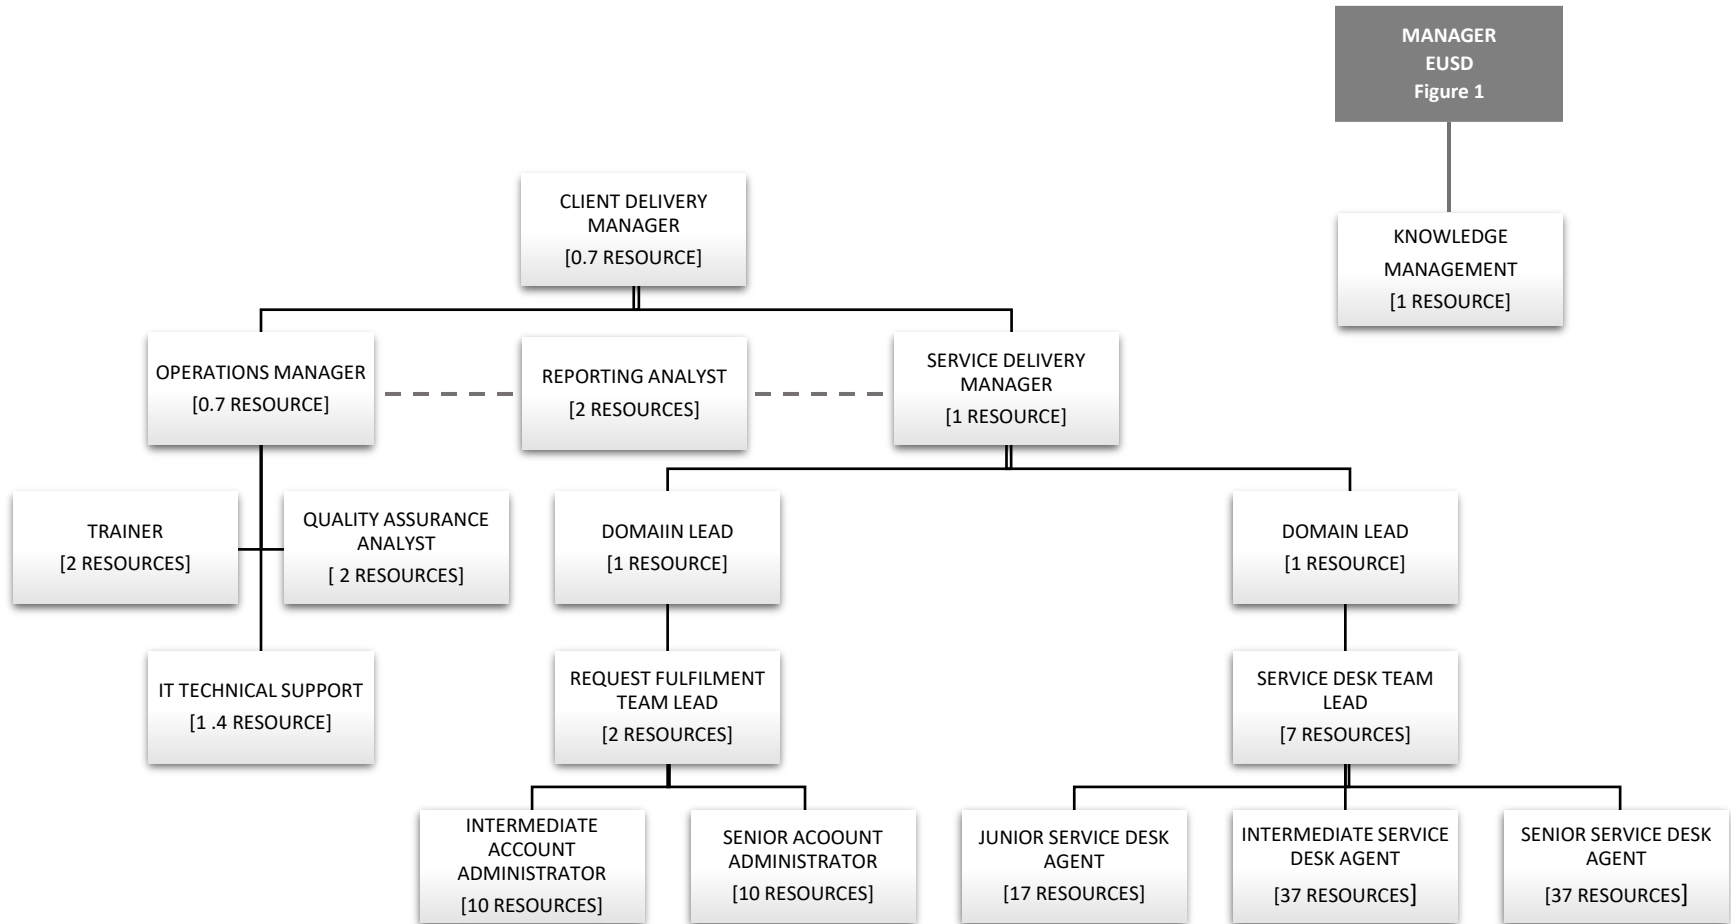 MANAGER
EUSD
Figure 1
CLIENT DELIVERY
MANAGER
[0.7 RESOURCE]
KNOWLEDGE
MANAGEMENT
[1 RESOURCE]
OPERATIONS MANAGER
[0.7 RESOURCE]
REPORTING ANALYST
[2 RESOURCES]
SERVICE DELIVERY
MANAGER
[1 RESOURCE]
TRAINER
[2 RESOURCES]
QUALITY ASSURANCE
ANALYST
[ 2 RESOURCES]
DOMAIIN LEAD
[1 RESOURCE]
DOMAIN LEAD
[1 RESOURCE]
IT TECHNICAL SUPPORT
[1 .4 RESOURCE]
REQUEST FULFILMENT
TEAM LEAD
[2 RESOURCES]
SERVICE DESK TEAM
LEAD
[7 RESOURCES]
INTERMEDIATE
ACCOUNT
ADMINISTRATOR
[10 RESOURCES]
SENIOR ACOOUNT
ADMINISTRATOR
[10 RESOURCES]
JUNIOR SERVICE DESK
AGENT
[17 RESOURCES]
INTERMEDIATE SERVICE
DESK AGENT
[37 RESOURCES]
SENIOR SERVICE DESK
AGENT
[37 RESOURCES]